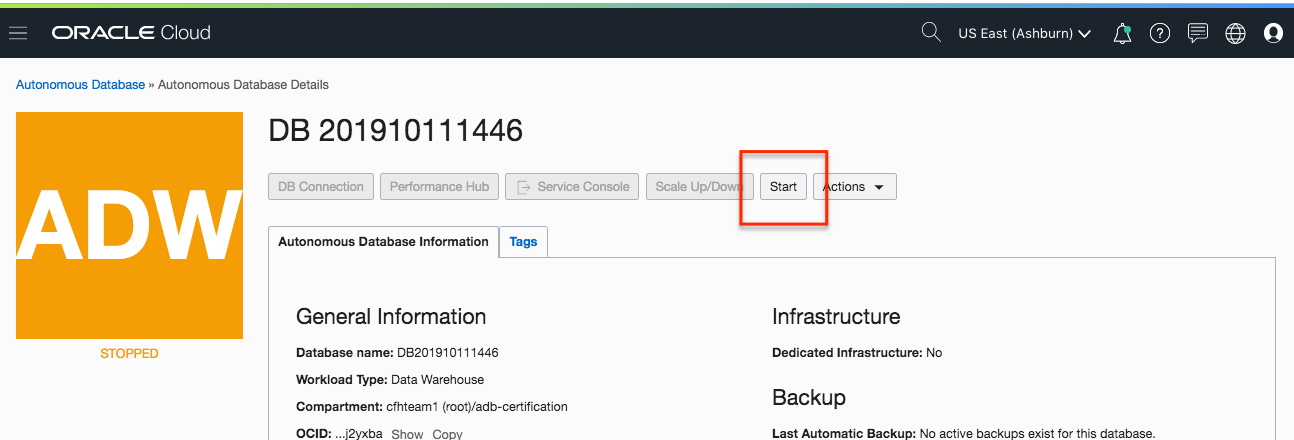 ORACLE Cloud
US East (Ashburn)
Autonomous Database » Autonomous Database Details
ADW
STOPPED
DB 201910111446
DB Connection Performance Hub Service Console Scale Up/Down Start Actions
Autonomous Database Information Tags
General Information
Database name: DB201910111446
Workload Type: Data Warehouse
Compartment: cfhteam1 (root)/adb-certification
OCID: ...j2yxba Show Copy
Infrastructure
Dedicated Infrastructure: No
Backup
Last Automatic Backup: No active backups exist for this database.